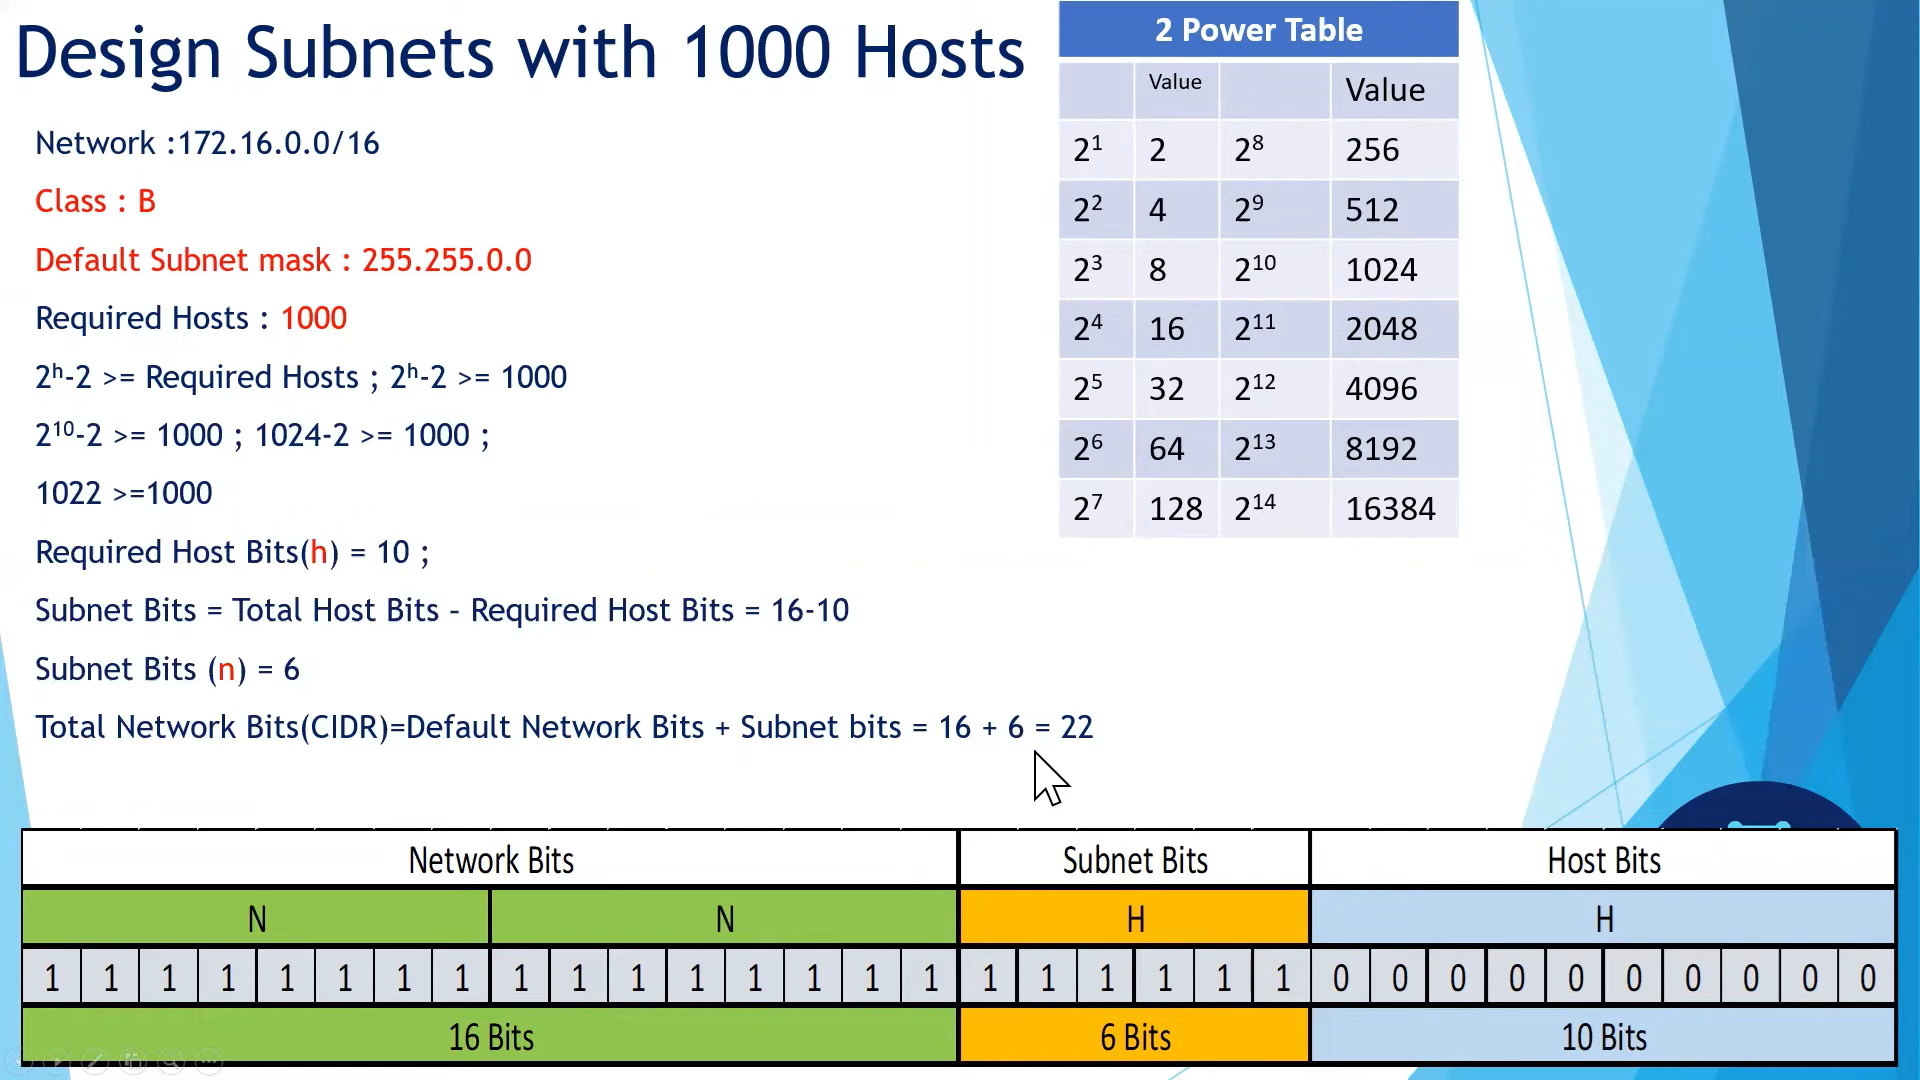 Design Subnets with 1000 Hosts
Network :172.16.0.0/16
Class : B
Default Subnet mask : 255.255.0.0
Required Hosts : 1000
2ʰ-2 >= Required Hosts ; 2ʰ-2 >= 1000
2¹⁰-2 >= 1000 ; 1024-2 >= 1000 ;
1022 >=1000
Required Host Bits(h) = 10 ;
Subnet Bits = Total Host Bits – Required Host Bits = 16-10
Subnet Bits (n) = 6
Total Network Bits(CIDR)=Default Network Bits + Subnet bits = 16 + 6 = 22
2 Power Table
Value Value
2¹ 2 2⁸ 256
2² 4 2⁹ 512
2³ 8 2¹⁰ 1024
2⁴ 16 2¹¹ 2048
2⁵ 32 2¹² 4096
2⁶ 64 2¹³ 8192
2⁷ 128 2¹⁴ 16384
Network Bits Subnet Bits Host Bits
N N H H
1 1 1 1 1 1 1 1 1 1 1 1 1 1 1 1 1 1 1 1 1 1 0 0 0 0 0 0 0 0 0 0
16 Bits 6 Bits 10 Bits